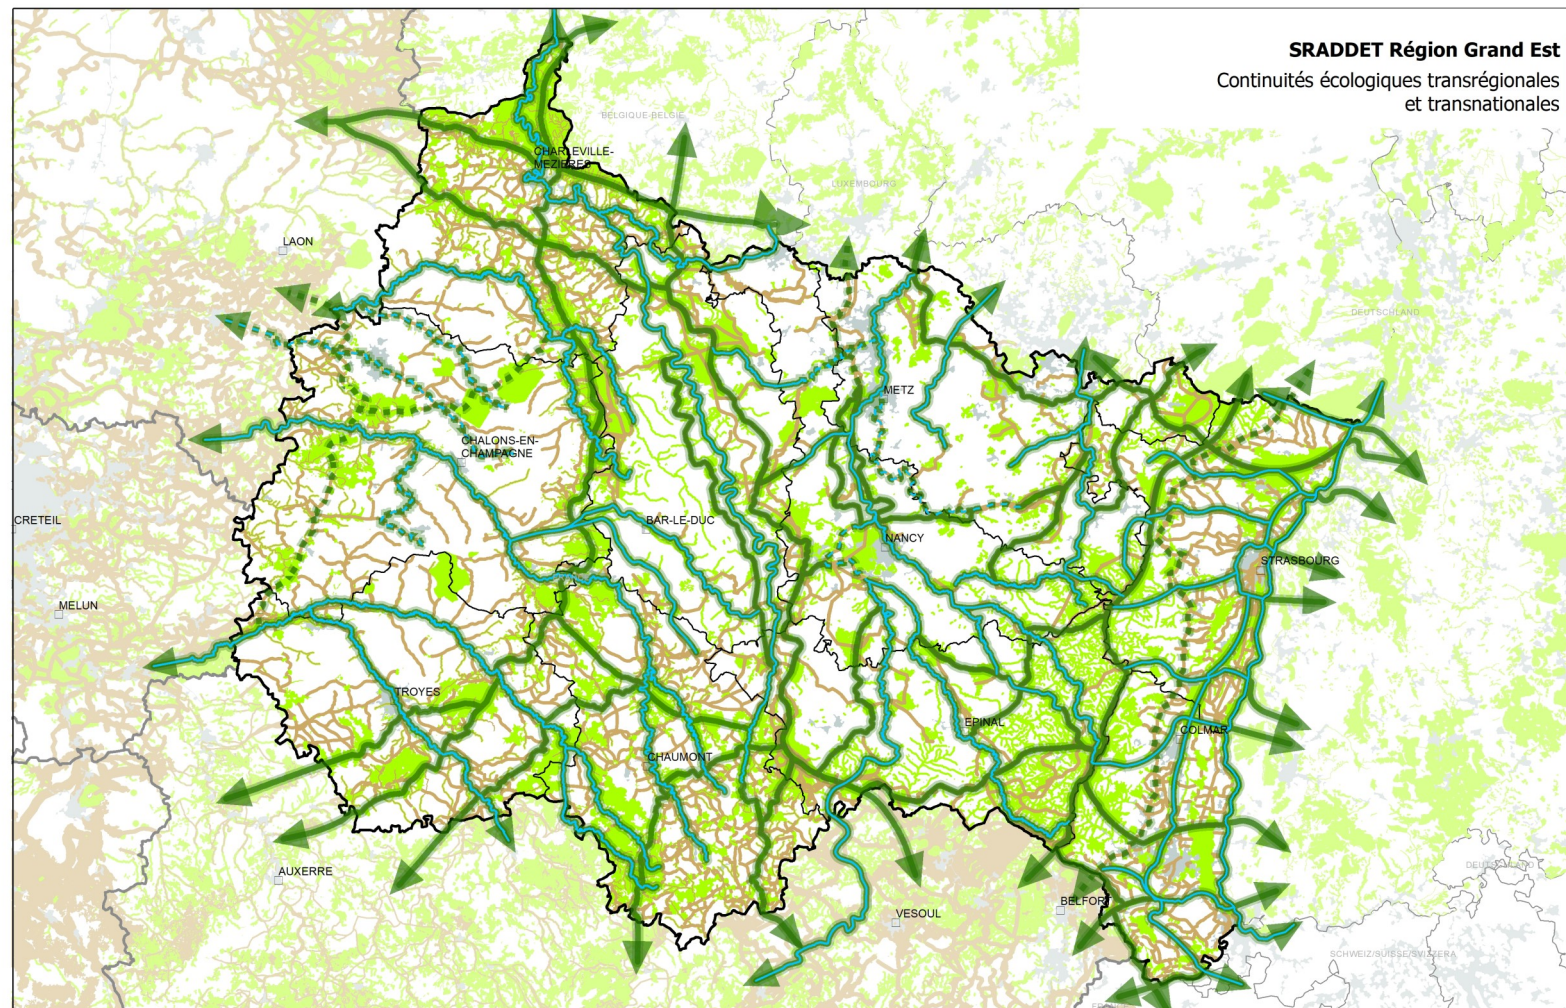 SRADDET Région Grand Est
Continuités écologiques transrégionales
et transnationales
BELGIQUE-BELGIË
CHARLEVILLE-
MEZIERES
LUXEMBOURG
LAON
DEUTSCHLAND
METZ
CHALONS-EN-
CHAMPAGNE
CRETEIL
BAR-LE-DUC
NANCY
STRASBOURG
MELUN
TROYES
EPINAL
COLMAR
CHAUMONT
AUXERRE
DEUTSCHLAND
BELFORT
VESOUL
SCHWEIZ/SUISSE/SVIZZERA